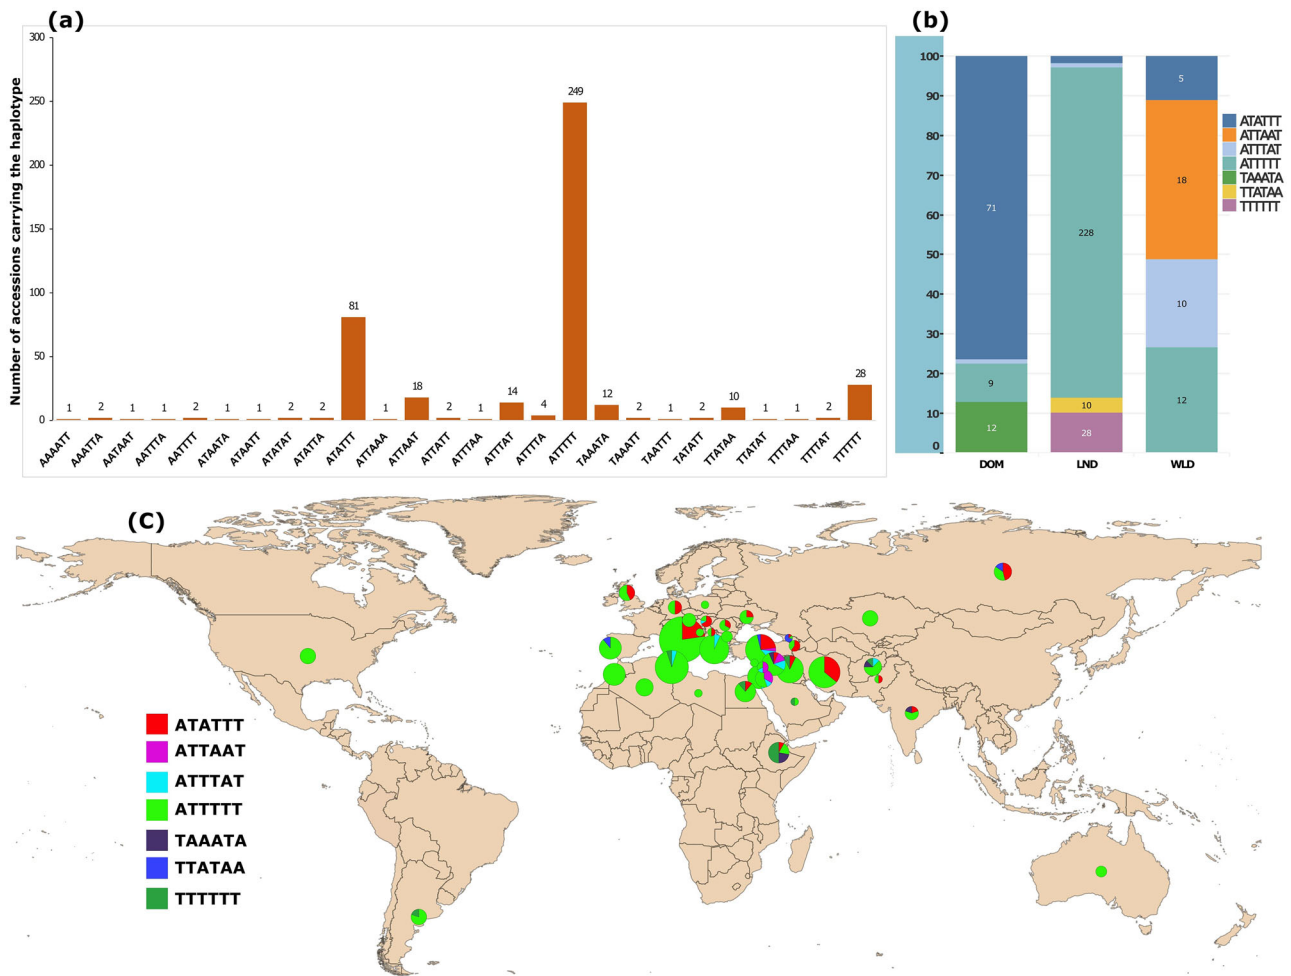 (a)
Number of accessions carrying the haplotype
300
250
200
150
100
50
0
1 2 1 1 2 1 1 2 2 81 1 18 2 1 14 4 249 12 2 1 2 10 1 1 2 28
AAAATT AAATTA AATAAT AATTTA AATTTT ATAATA ATAATT ATATAT ATATTA ATATTT ATTAAA ATTAAT ATTATT ATTTAA ATTTAT ATTTTA ATTTTT TAAATA TAAATT TAATTT TATATT TTATAA TTATAT TTTTAA TTTTAT TTTTTT
(b)
100
90
80
70
60
50
40
30
20
10
0
71
9
12
228
10
28
5
18
10
12
DOM LND WLD
ATATTT
ATTAAT
ATTTAT
ATTTTT
TAAATA
TTATAA
TTTTTT
(C)
ATATTT
ATTAAT
ATTTAT
ATTTTT
TAAATA
TTATAA
TTTTTT